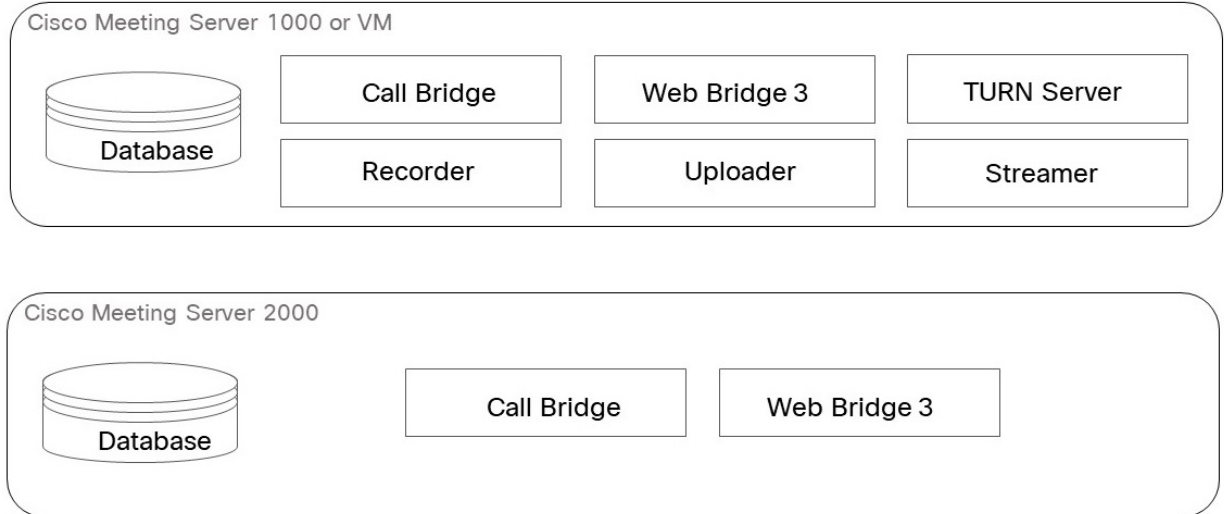 Cisco Meeting Server 1000 or VM
Call Bridge
Web Bridge 3
TURN Server
Database
Recorder
Uploader
Streamer
Cisco Meeting Server 2000
Call Bridge
Web Bridge 3
Database